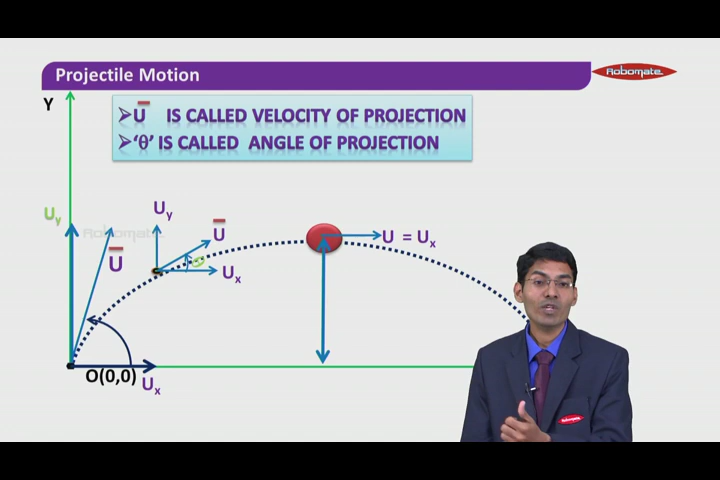 Projectile Motion
Robomate
Y
➢U̅ IS CALLED VELOCITY OF PROJECTION
➢‘θ’ IS CALLED ANGLE OF PROJECTION
Uy
Robomate
U̅
Uy
U̅
θ
Ux
U = Ux
O(0,0)
Ux